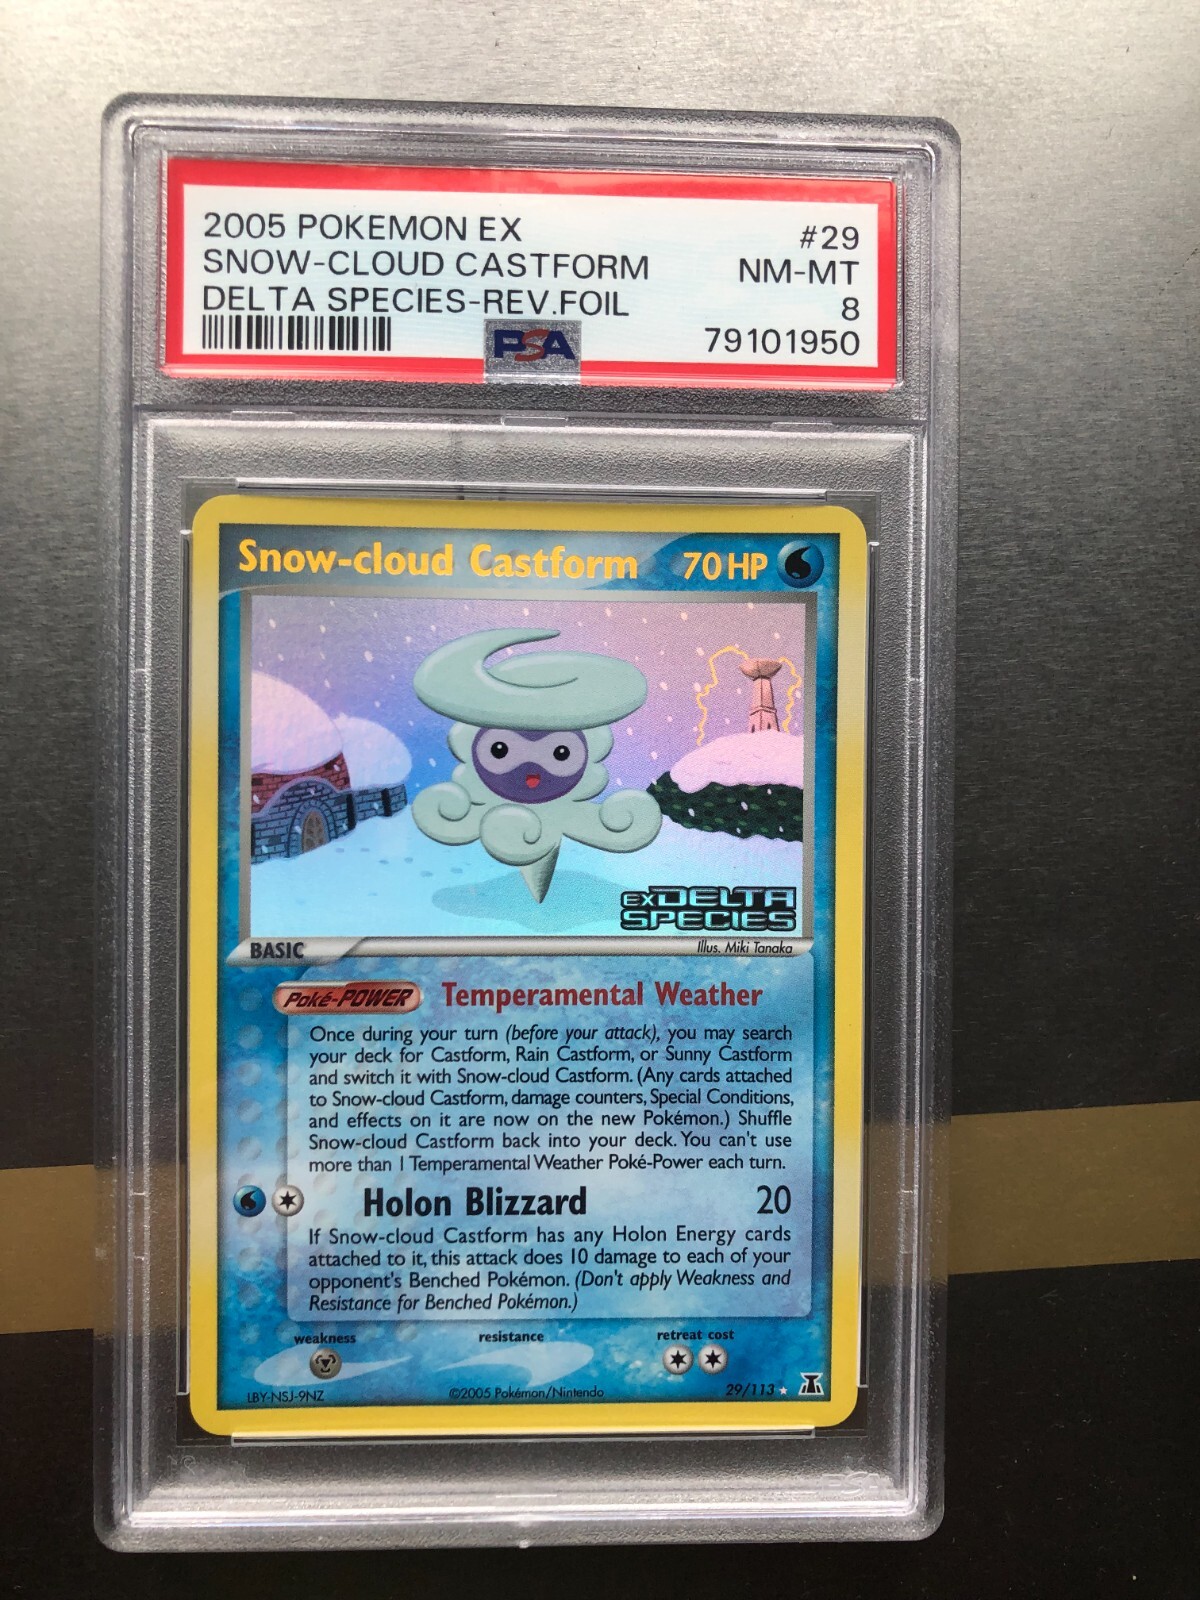 2005 POKEMON EX #29
SNOW-CLOUD CASTFORM NM-MT
DELTA SPECIES-REV.FOIL 8
PSA 79101950
Snow-cloud Castform 70 HP
EX DELTA
SPECIES
BASIC Illus. Miki Tanaka
Poké-POWER Temperamental Weather
Once during your turn (before your attack), you may search
your deck for Castform, Rain Castform, or Sunny Castform
and switch it with Snow-cloud Castform. (Any cards attached
to Snow-cloud Castform, damage counters, Special Conditions,
and effects on it are now on the new Pokémon.) Shuffle
Snow-cloud Castform back into your deck. You can't use
more than 1 Temperamental Weather Poké-Power each turn.
Holon Blizzard 20
If Snow-cloud Castform has any Holon Energy cards
attached to it, this attack does 10 damage to each of your
opponent's Benched Pokémon. (Don't apply Weakness and
Resistance for Benched Pokémon.)
weakness resistance retreat cost
LBY-NSJ-9NZ ©2005 Pokémon/Nintendo 29/113 ★